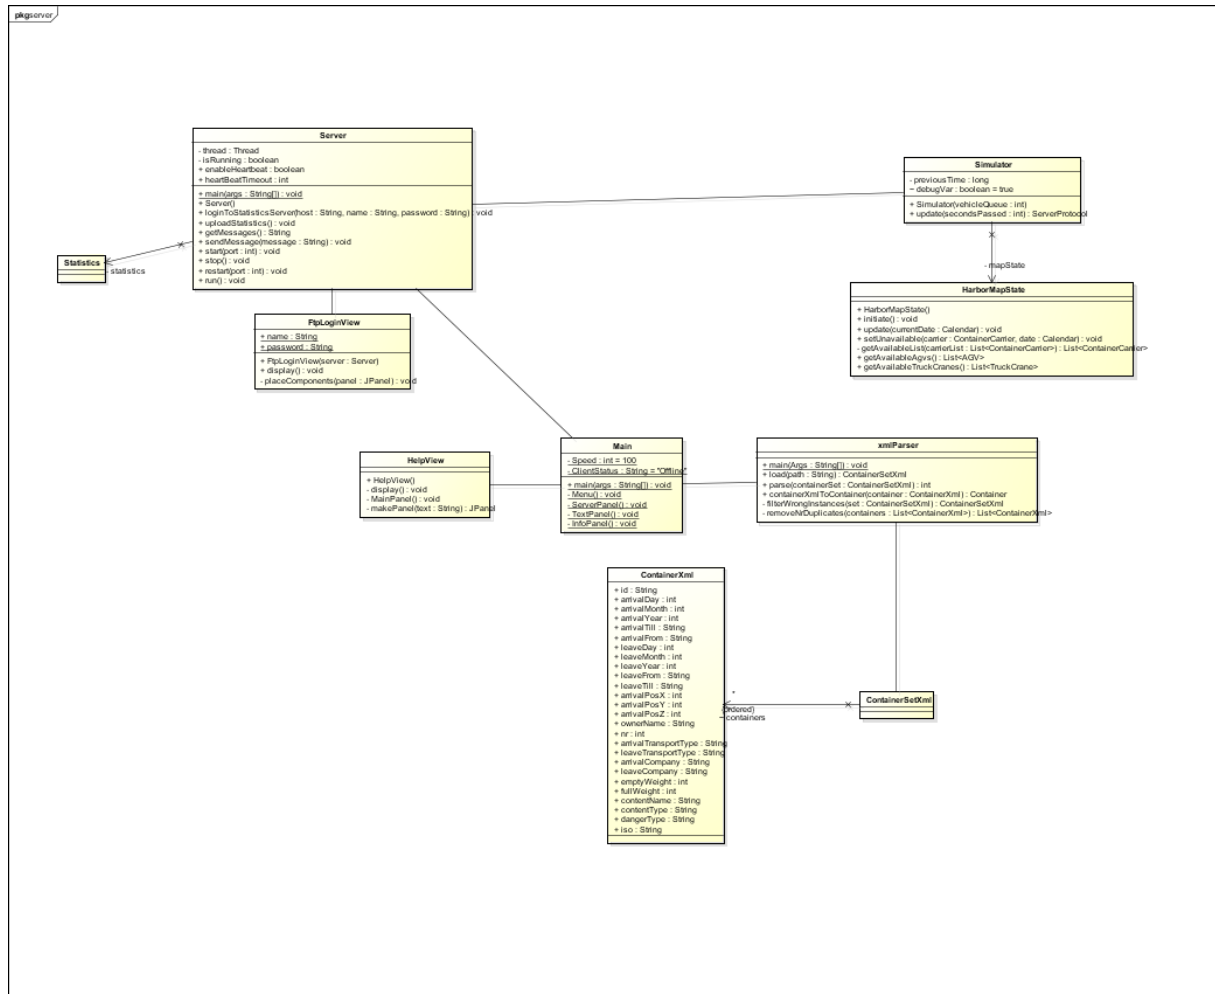 pkgserver
Server
- thread : Thread
- isRunning : boolean
+ enableHeartbeat : boolean
+ heartBeatTimeout : int
+ main(args : String[]) : void
+ Server()
+ loginToStatisticsServer(host : String, name : String, password : String) : void
+ uploadStatistics() : void
+ getMessages() : String
+ sendMessage(message : String) : void
+ start(port : int) : void
+ stop() : void
+ restart(port : int) : void
+ run() : void
Simulator
- previousTime : long
~ debugVar : boolean = true
+ Simulator(vehicleQueue : int)
+ update(secondsPassed : int) : ServerProtocol
Statistics
- statistics
- mapState
HarborMapState
+ HarborMapState()
+ initiate() : void
+ update(currentDate : Calendar) : void
+ setUnavailable(carrier : ContainerCarrier, date : Calendar) : void
- getAvailableList(carrierList : List<ContainerCarrier>) : List<ContainerCarrier>
+ getAvailableAgvs() : List<AGV>
+ getAvailableTruckCranes() : List<TruckCrane>
FtpLoginView
+ name : String
+ password : String
+ FtpLoginView(server : Server)
+ display() : void
- placeComponents(panel : JPanel) : void
HelpView
+ HelpView()
- display() : void
- MainPanel() : void
- makePanel(text : String) : JPanel
Main
- Speed : int = 100
- ClientStatus : String = "Offline"
+ main(args : String[]) : void
- Menu() : void
- ServerPanel() : void
- TextPanel() : void
- InfoPanel() : void
xmlParser
+ main(Args : String[]) : void
+ load(path : String) : ContainerSetXml
+ parse(containerSet : ContainerSetXml) : int
+ containerXmlToContainer(container : ContainerXml) : Container
- filterWrongInstances(set : ContainerSetXml) : ContainerSetXml
- removeNrDuplicates(containers : List<ContainerXml>) : List<ContainerXml>
ContainerXml
+ id : String
+ arrivalDay : int
+ arrivalMonth : int
+ arrivalYear : int
+ arrivalTill : String
+ arrivalFrom : String
+ leaveDay : int
+ leaveMonth : int
+ leaveYear : int
+ leaveFrom : String
+ leaveTill : String
+ arrivalPosX : int
+ arrivalPosY : int
+ arrivalPosZ : int
+ ownerName : String
+ nr : int
+ arrivalTransportType : String
+ leaveTransportType : String
+ arrivalCompany : String
+ leaveCompany : String
+ emptyWeight : int
+ fullWeight : int
+ contentName : String
+ contentType : String
+ dangerType : String
+ iso : String
*
~ containers
ContainerSetXml